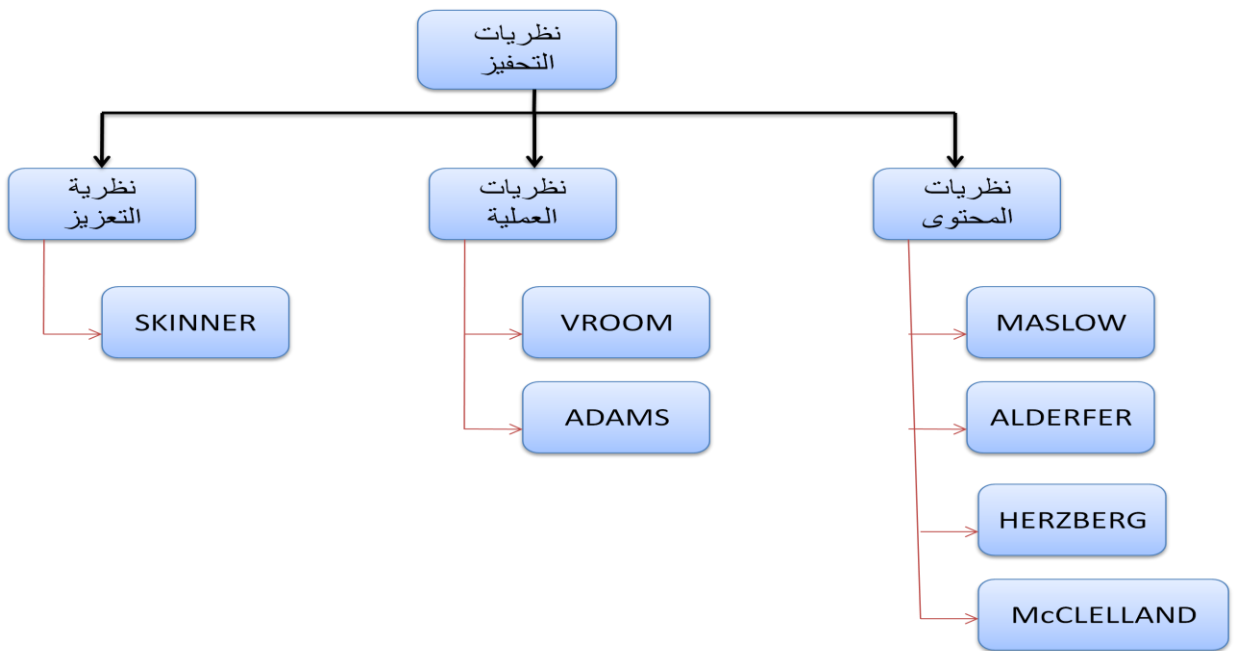 نظريات
التحفيز
نظريات
المحتوى
نظريات
العملية
نظرية
التعزيز
MASLOW
ALDERFER
HERZBERG
McCLELLAND
VROOM
ADAMS
SKINNER